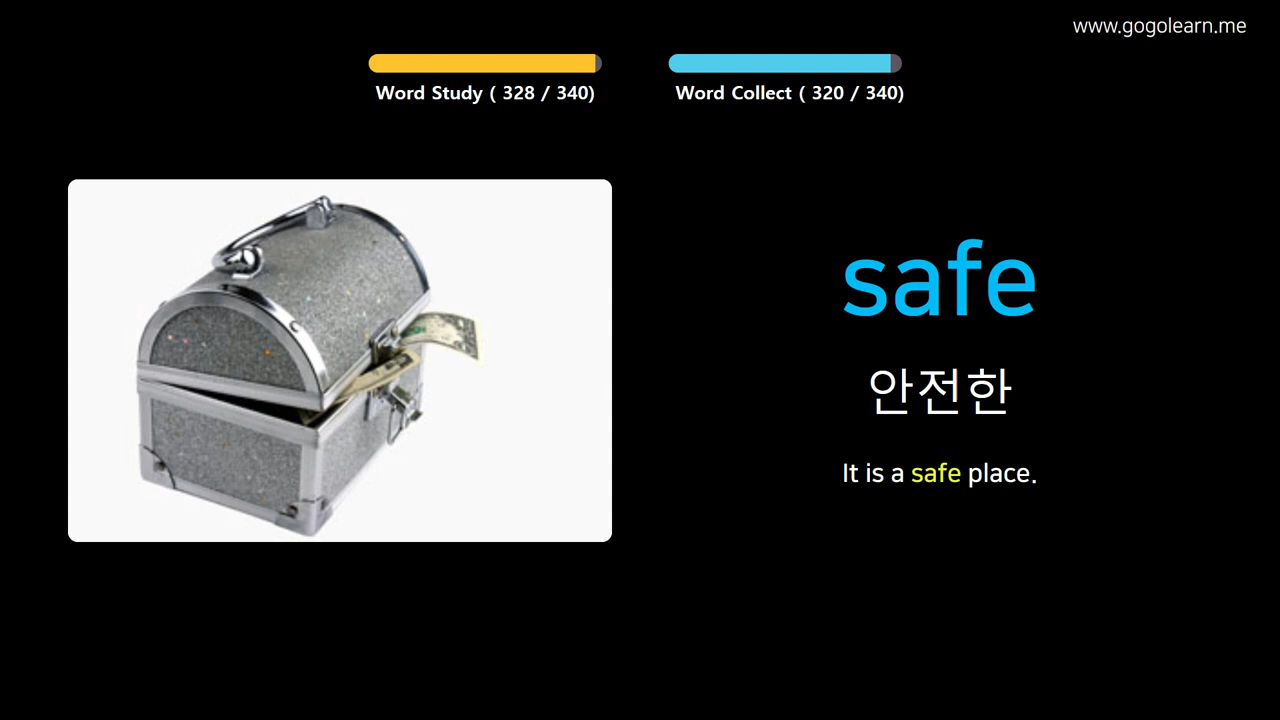 www.gogolearn.me
Word Study ( 328 / 340)
Word Collect ( 320 / 340)
safe
안전한
It is a safe place.